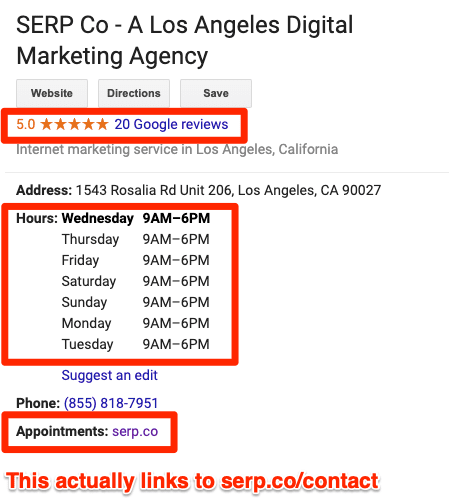 SERP Co - A Los Angeles Digital
Marketing Agency
Website Directions Save
5.0 ★★★★★ 20 Google reviews
Internet marketing service in Los Angeles, California
Address: 1543 Rosalia Rd Unit 206, Los Angeles, CA 90027
Hours: Wednesday 9AM–6PM
Thursday 9AM–6PM
Friday 9AM–6PM
Saturday 9AM–6PM
Sunday 9AM–6PM
Monday 9AM–6PM
Tuesday 9AM–6PM
Suggest an edit
Phone: (855) 818-7951
Appointments: serp.co
This actually links to serp.co/contact